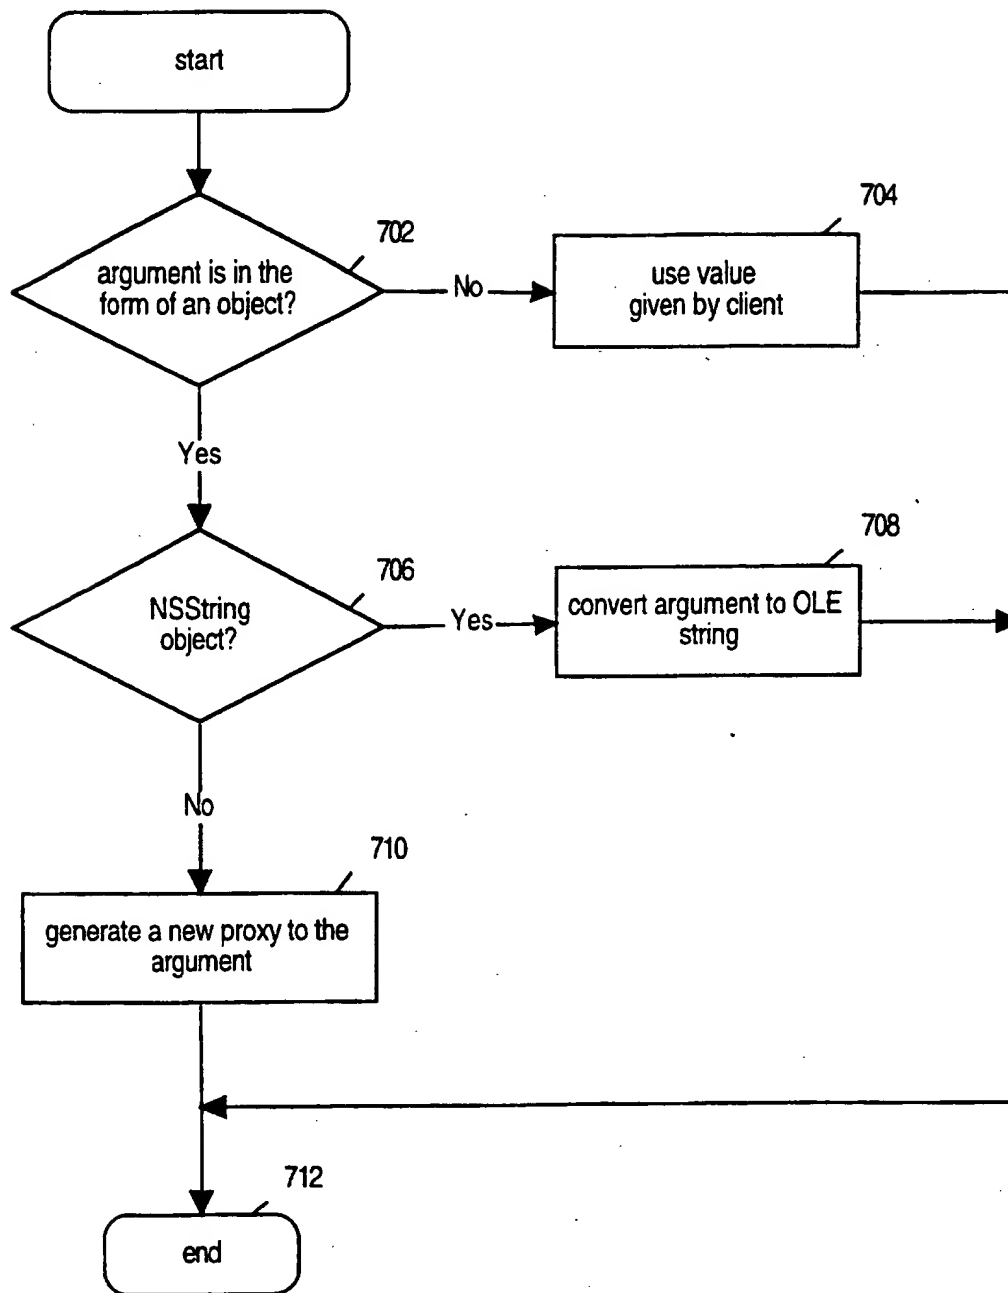 start
702
argument is in the
form of an object?
No
704
use value
given by client
Yes
706
NSString
object?
Yes
708
convert argument to OLE
string
No
710
generate a new proxy to the
argument
712
end